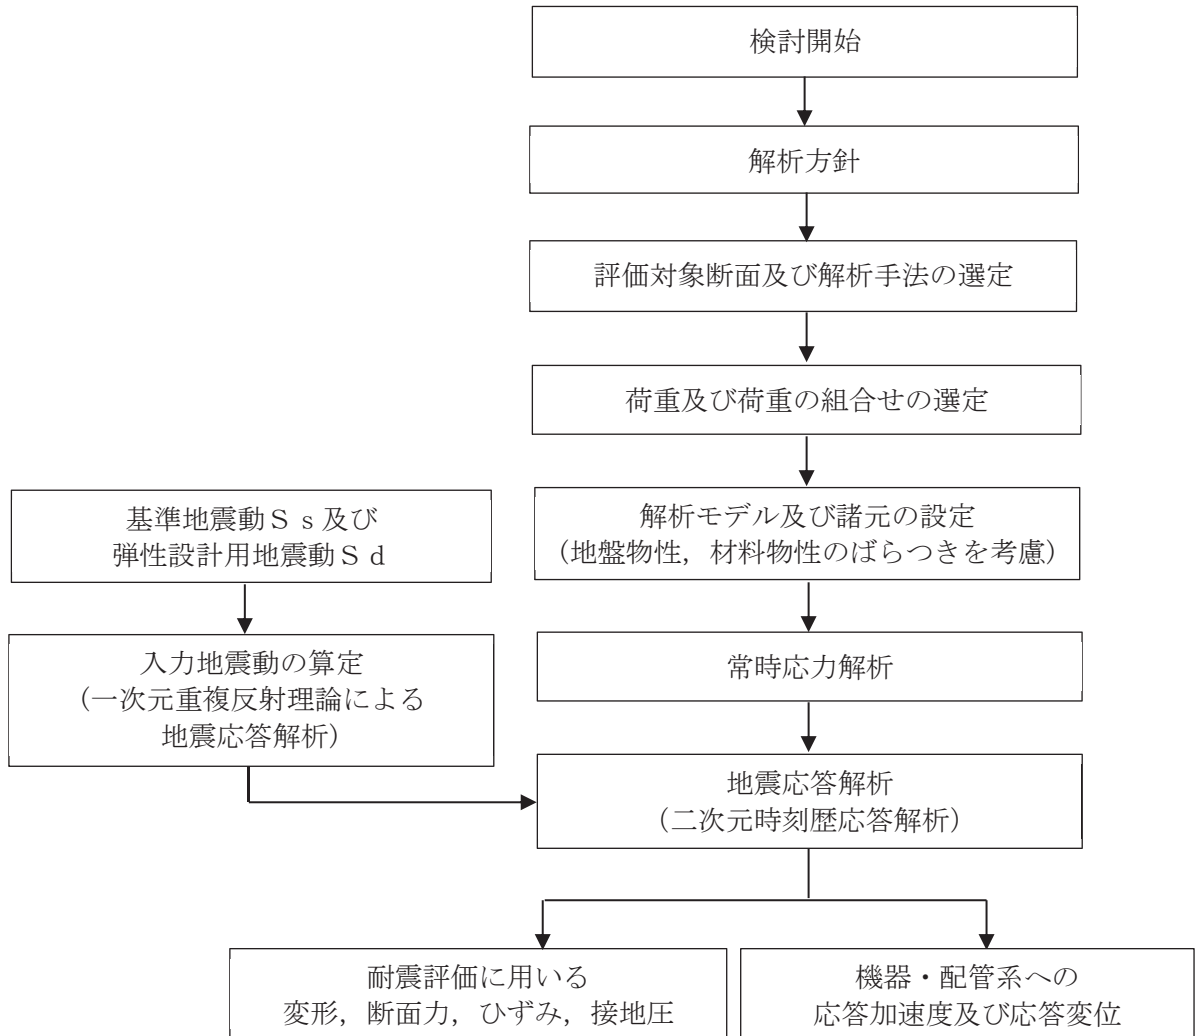 検討開始
解析方針
評価対象断面及び解析手法の選定
荷重及び荷重の組合せの選定
解析モデル及び諸元の設定
(地盤物性，材料物性のばらつきを考慮)
基準地震動Ｓｓ及び
弾性設計用地震動Ｓｄ
入力地震動の算定
(一次元重複反射理論による
地震応答解析)
常時応力解析
地震応答解析
(二次元時刻歴応答解析)
耐震評価に用いる
変形，断面力，ひずみ，接地圧
機器・配管系への
応答加速度及び応答変位